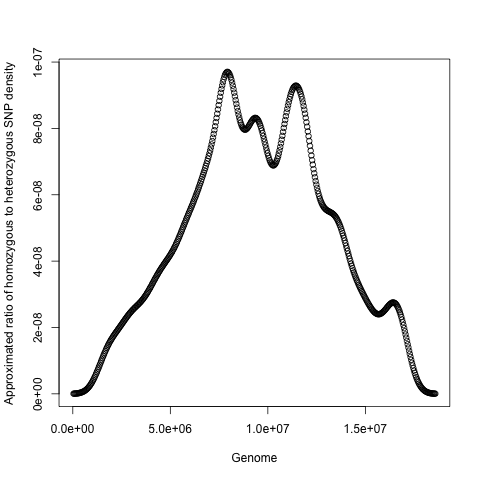 Approximated ratio of homozygous to heterozygous SNP density
1e-07
8e-08
6e-08
4e-08
2e-08
0e+00
0.0e+00 5.0e+06 1.0e+07 1.5e+07
Genome